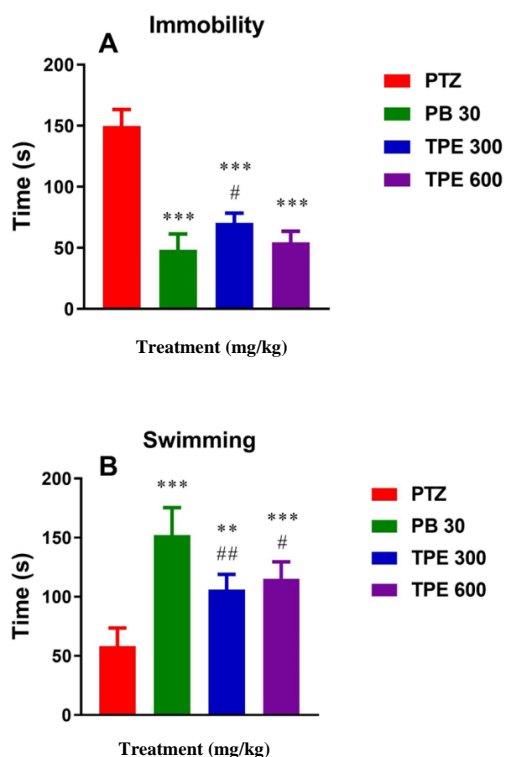 Immobility
A
200
150
100
50
0
Time (s)
***
***
#
***
Treatment (mg/kg)
PTZ
PB 30
TPE 300
TPE 600
Swimming
B
200
150
100
50
0
Time (s)
***
**
##
***
#
Treatment (mg/kg)
PTZ
PB 30
TPE 300
TPE 600